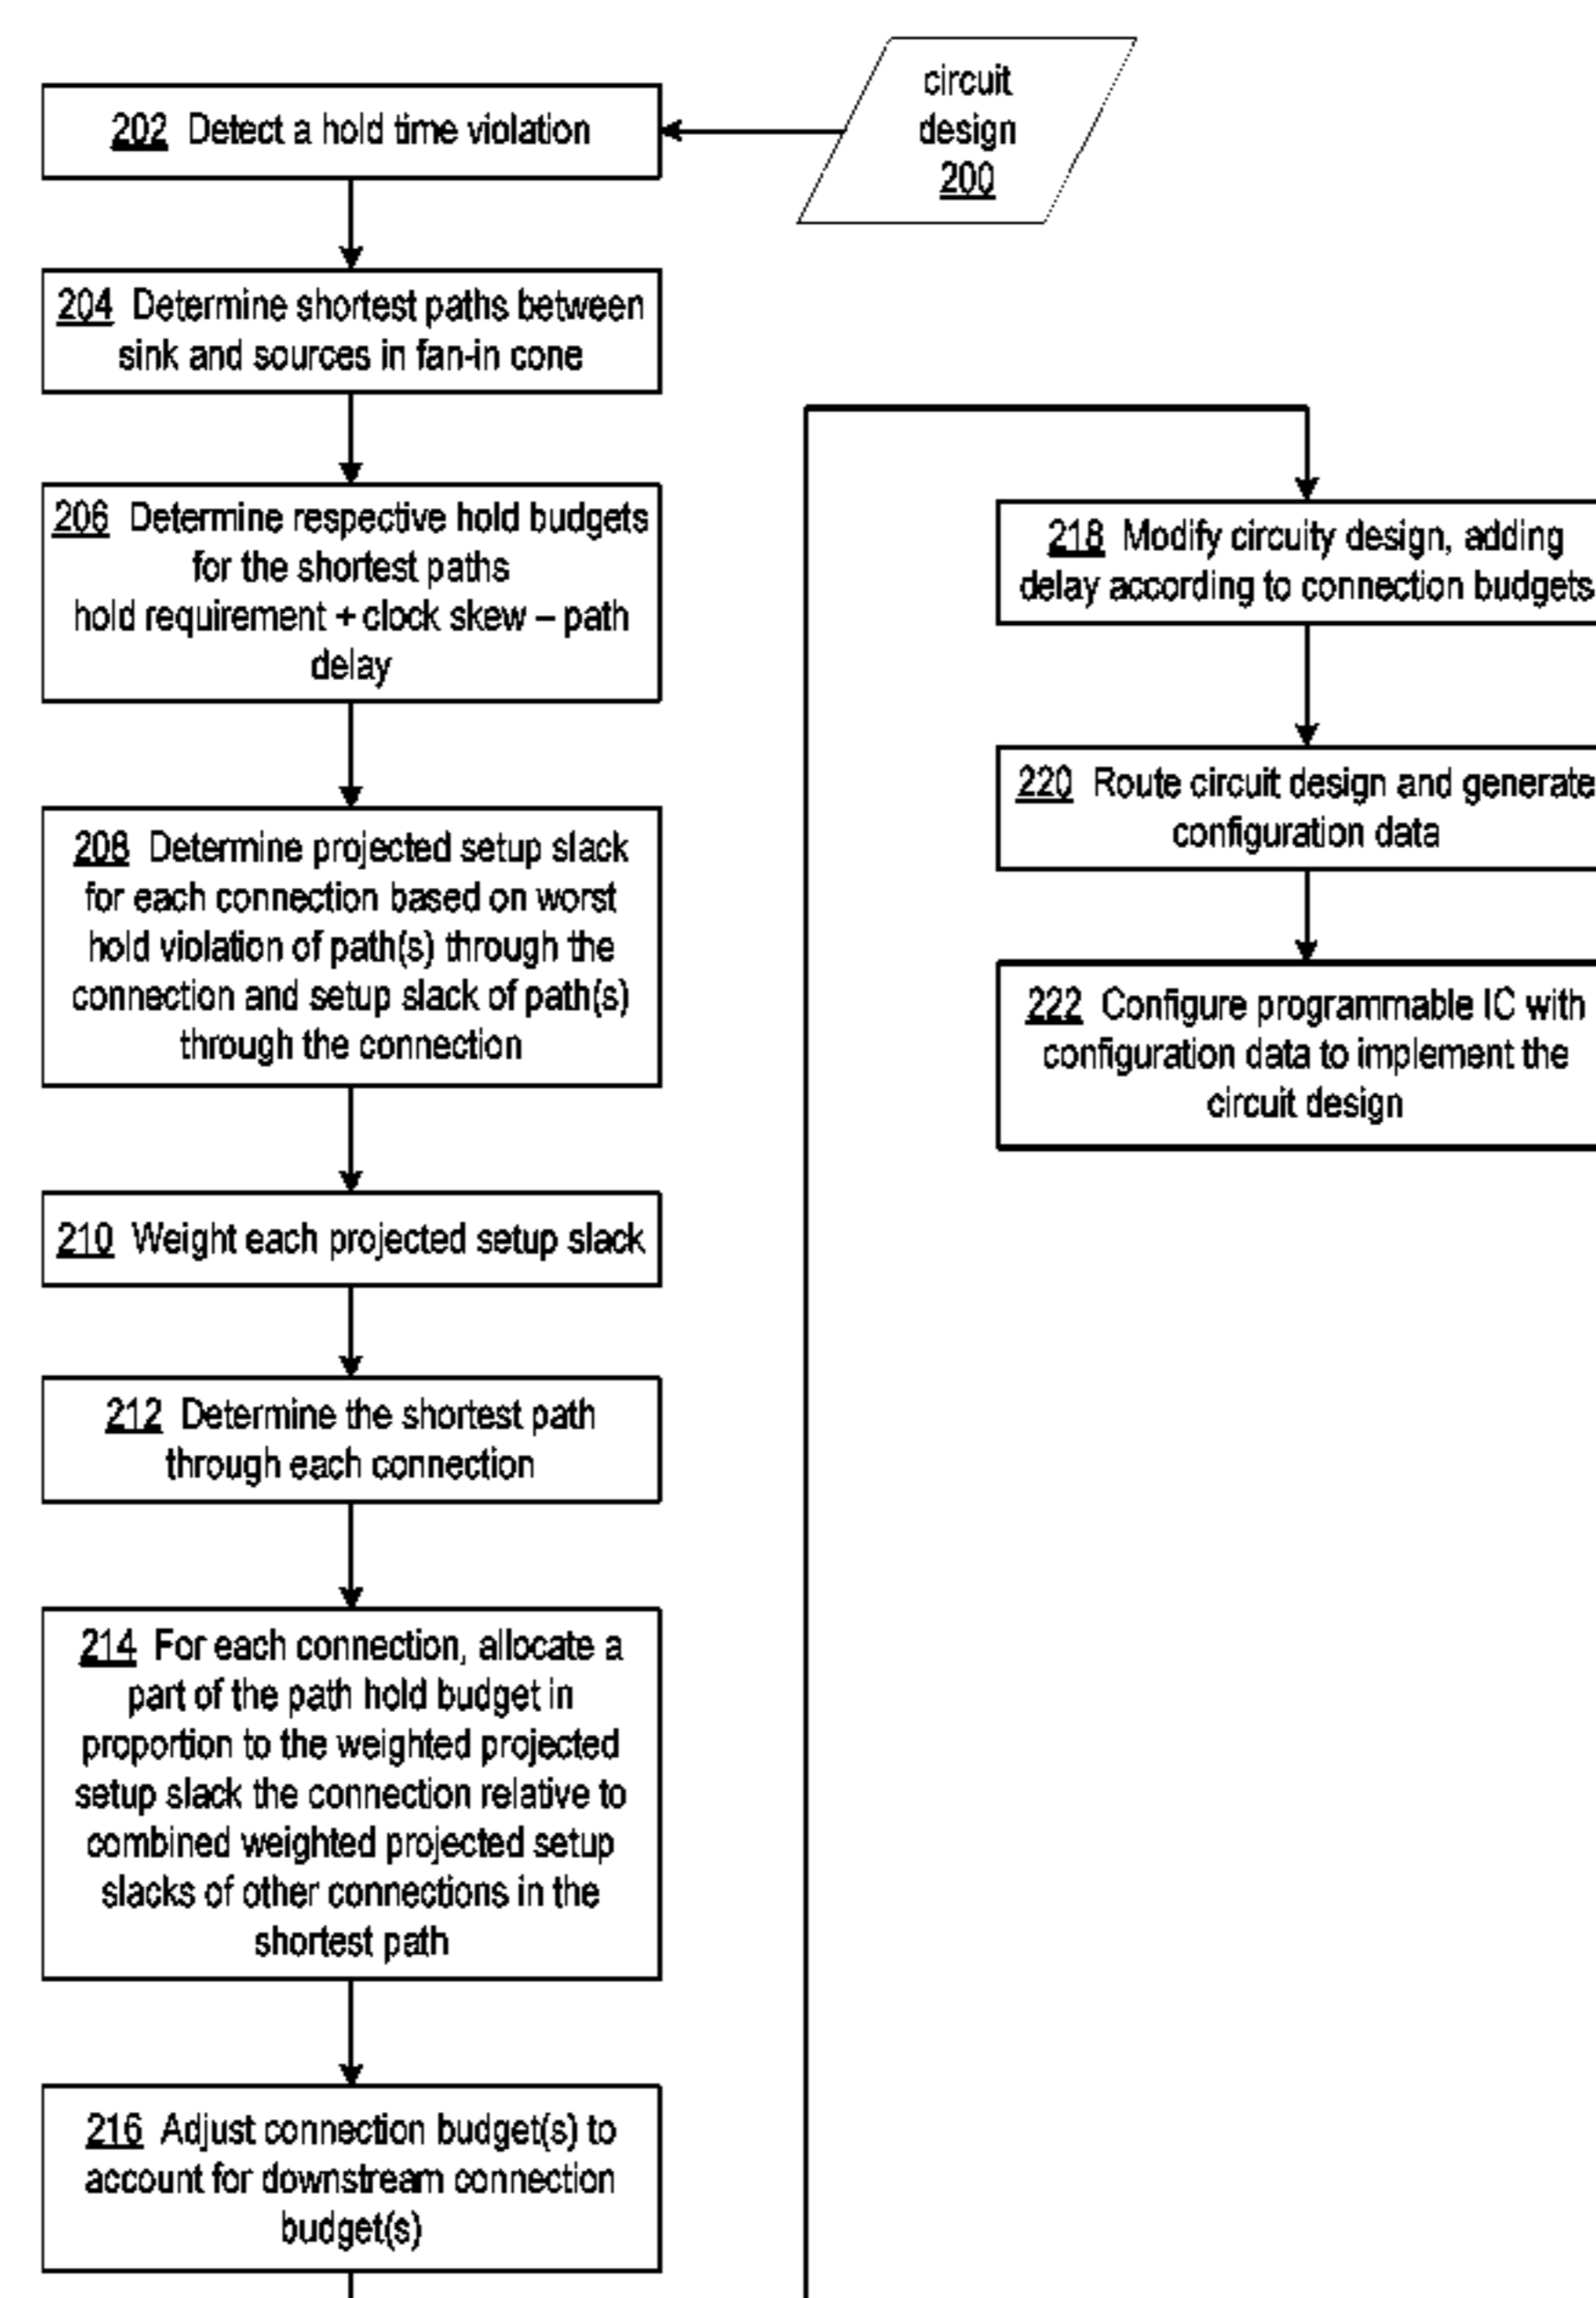 circuit
design
200
202 Detect a hold time violation
204 Determine shortest paths between
sink and sources in fan-in cone
206 Determine respective hold budgets
for the shortest paths
hold requirement + clock skew – path
delay
208 Determine projected setup slack
for each connection based on worst
hold violation of path(s) through the
connection and setup slack of path(s)
through the connection
210 Weight each projected setup slack
212 Determine the shortest path
through each connection
214 For each connection, allocate a
part of the path hold budget in
proportion to the weighted projected
setup slack the connection relative to
combined weighted projected setup
slacks of other connections in the
shortest path
216 Adjust connection budget(s) to
account for downstream connection
budget(s)
218 Modify circuity design, adding
delay according to connection budgets
220 Route circuit design and generate
configuration data
222 Configure programmable IC with
configuration data to implement the
circuit design